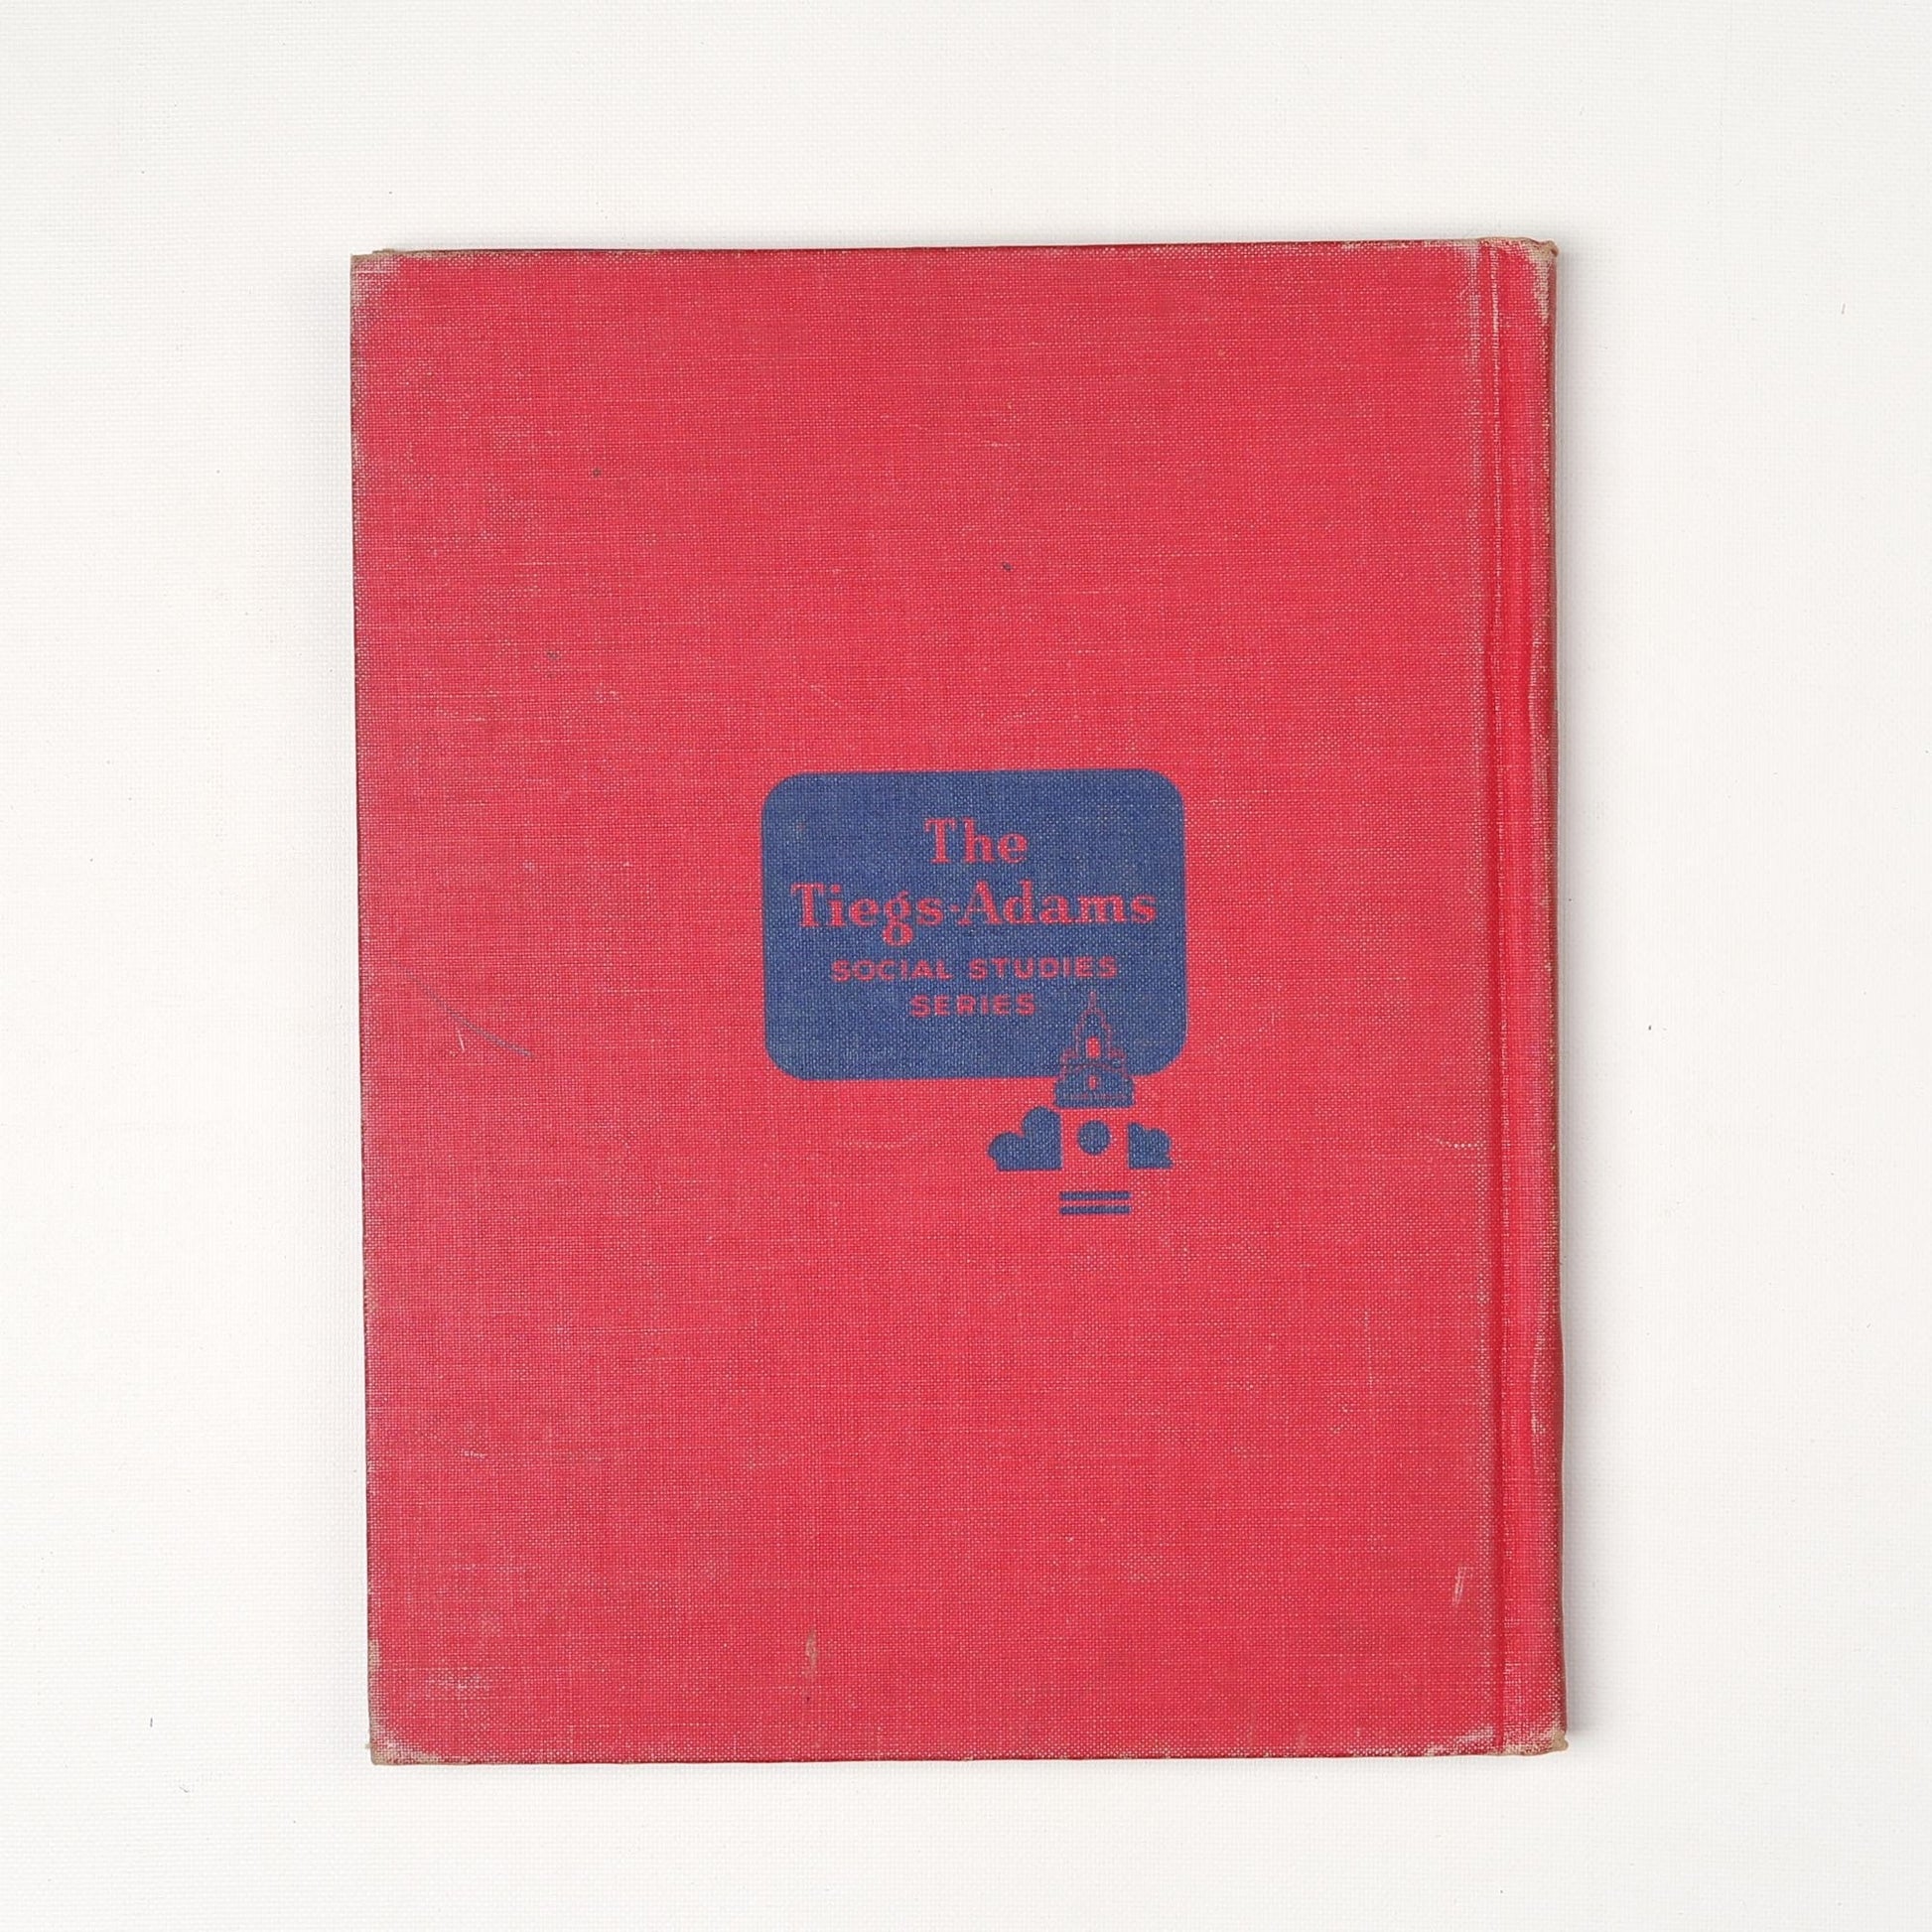 The
Tiegs-Adams
SOCIAL STUDIES
SERIES